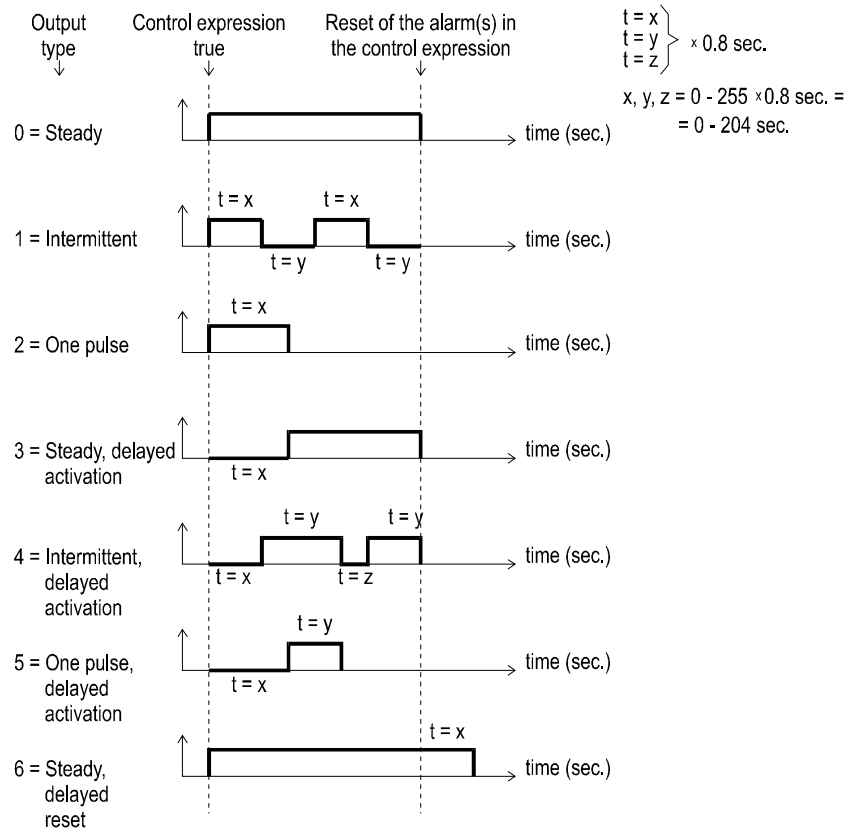 Output
type
Control expression
true
Reset of the alarm(s) in
the control expression
t = x
t = y
t = z
× 0.8 sec.
x, y, z = 0 - 255 ×0.8 sec. =
= 0 - 204 sec.
0 = Steady
time (sec.)
t = x
t = x
1 = Intermittent
time (sec.)
t = y
t = y
t = x
2 = One pulse
time (sec.)
3 = Steady, delayed
activation
time (sec.)
t = x
t = y
t = y
4 = Intermittent,
delayed
activation
time (sec.)
t = x
t = z
t = y
5 = One pulse,
delayed
activation
time (sec.)
t = x
t = x
6 = Steady,
delayed
reset
time (sec.)